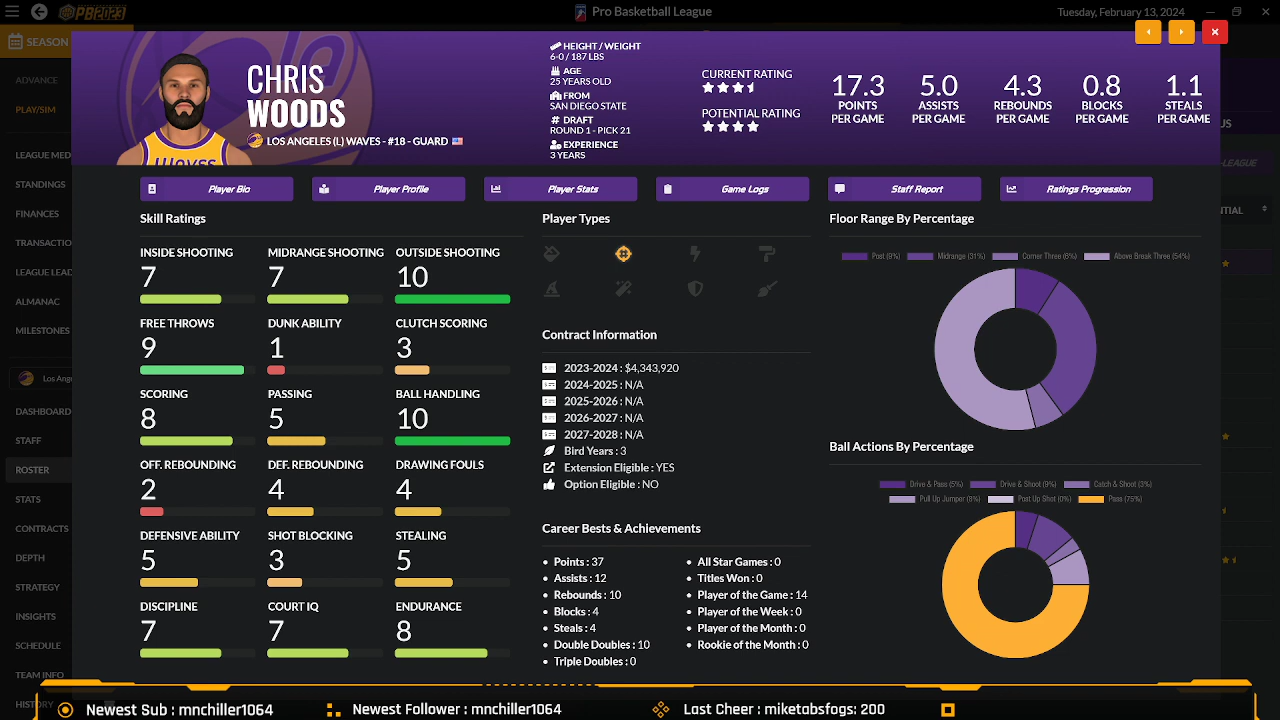 PB2023
Pro Basketball League
Tuesday, February 13, 2024
SEASON
ADVANCE
PLAY/SIM
LEAGUE MED
STANDINGS
FINANCES
TRANSACTIO
LEAGUE LEAD
ALMANAC
MILESTONES
Los Ange
DASHBOARD
STAFF
ROSTER
STATS
CONTRACTS
DEPTH
STRATEGY
INSIGHTS
SCHEDULE
TEAM INFO
HISTORY
CHRIS
WOODS
LOS ANGELES (L) WAVES - #18 - GUARD
HEIGHT / WEIGHT
6-0 / 187 LBS
AGE
25 YEARS OLD
FROM
SAN DIEGO STATE
DRAFT
ROUND 1 - PICK 21
EXPERIENCE
3 YEARS
CURRENT RATING
POTENTIAL RATING
17.3
POINTS
PER GAME
5.0
ASSISTS
PER GAME
4.3
REBOUNDS
PER GAME
0.8
BLOCKS
PER GAME
1.1
STEALS
PER GAME
US
-LEAGUE
TIAL
Player Bio
Player Profile
Player Stats
Game Logs
Staff Report
Ratings Progression
Skill Ratings
INSIDE SHOOTING
7
MIDRANGE SHOOTING
7
OUTSIDE SHOOTING
10
FREE THROWS
9
DUNK ABILITY
1
CLUTCH SCORING
3
SCORING
8
PASSING
5
BALL HANDLING
10
OFF. REBOUNDING
2
DEF. REBOUNDING
4
DRAWING FOULS
4
DEFENSIVE ABILITY
5
SHOT BLOCKING
3
STEALING
5
DISCIPLINE
7
COURT IQ
7
ENDURANCE
8
Player Types
Contract Information
2023-2024 : $4,343,920
2024-2025 : N/A
2025-2026 : N/A
2026-2027 : N/A
2027-2028 : N/A
Bird Years : 3
Extension Eligible : YES
Option Eligible : NO
Career Bests & Achievements
Points : 37
Assists : 12
Rebounds : 10
Blocks : 4
Steals : 4
Double Doubles : 10
Triple Doubles : 0
All Star Games : 0
Titles Won : 0
Player of the Game : 14
Player of the Week : 0
Player of the Month : 0
Rookie of the Month : 0
Floor Range By Percentage
Post (9%) Midrange (31%) Corner Three (6%) Above Break Three (54%)
Ball Actions By Percentage
Drive & Pass (5%) Drive & Shoot (9%) Catch & Shoot (3%)
Pull Up Jumper (8%) Post Up Shot (0%) Pass (75%)
Newest Sub : mnchiller1064
Newest Follower : mnchiller1064
Last Cheer : miketabsfogs: 200